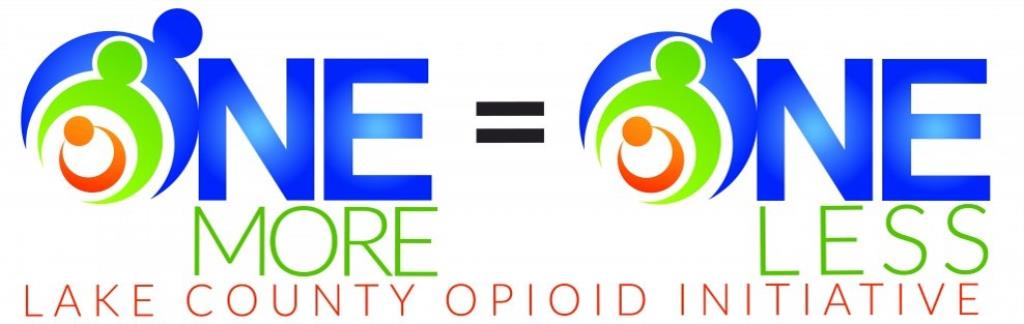 ONE = ONE
MORE LESS
LAKE COUNTY OPIOID INITIATIVE